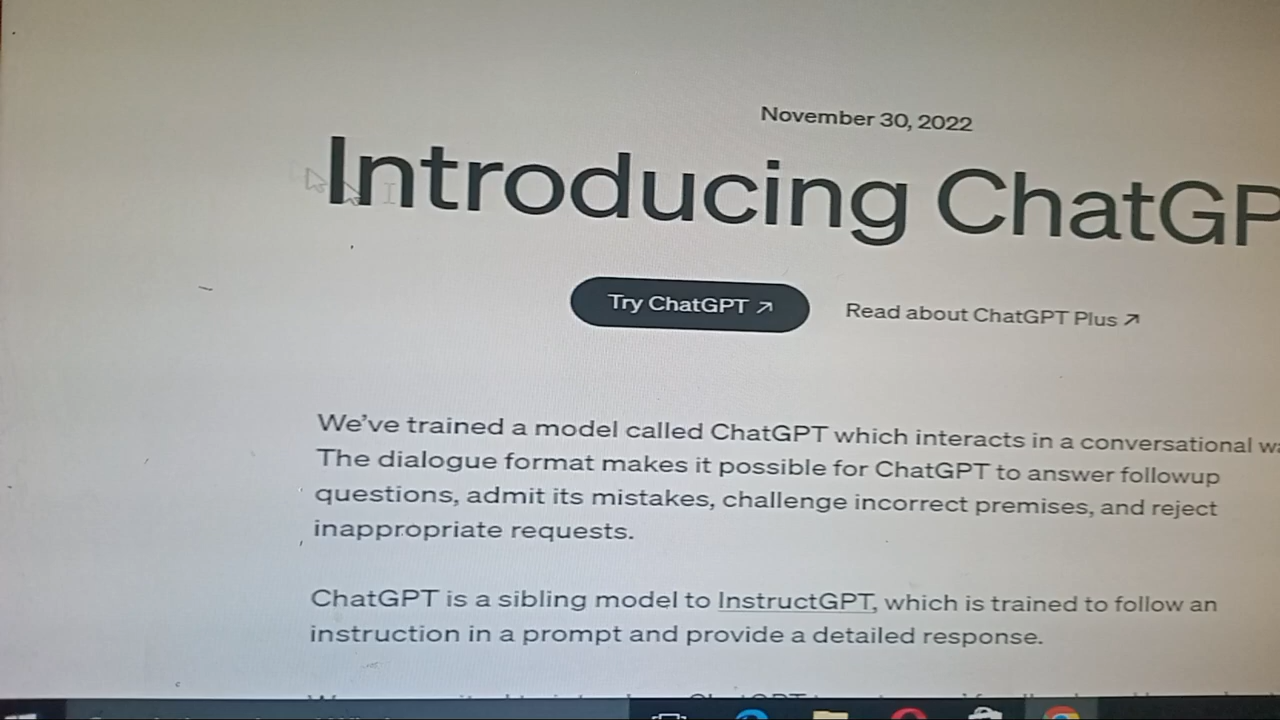 November 30, 2022
Introducing ChatGP
Try ChatGPT ↗
Read about ChatGPT Plus ↗
We’ve trained a model called ChatGPT which interacts in a conversational
The dialogue format makes it possible for ChatGPT to answer followup
questions, admit its mistakes, challenge incorrect premises, and reject
inappropriate requests.
ChatGPT is a sibling model to InstructGPT, which is trained to follow an
instruction in a prompt and provide a detailed response.